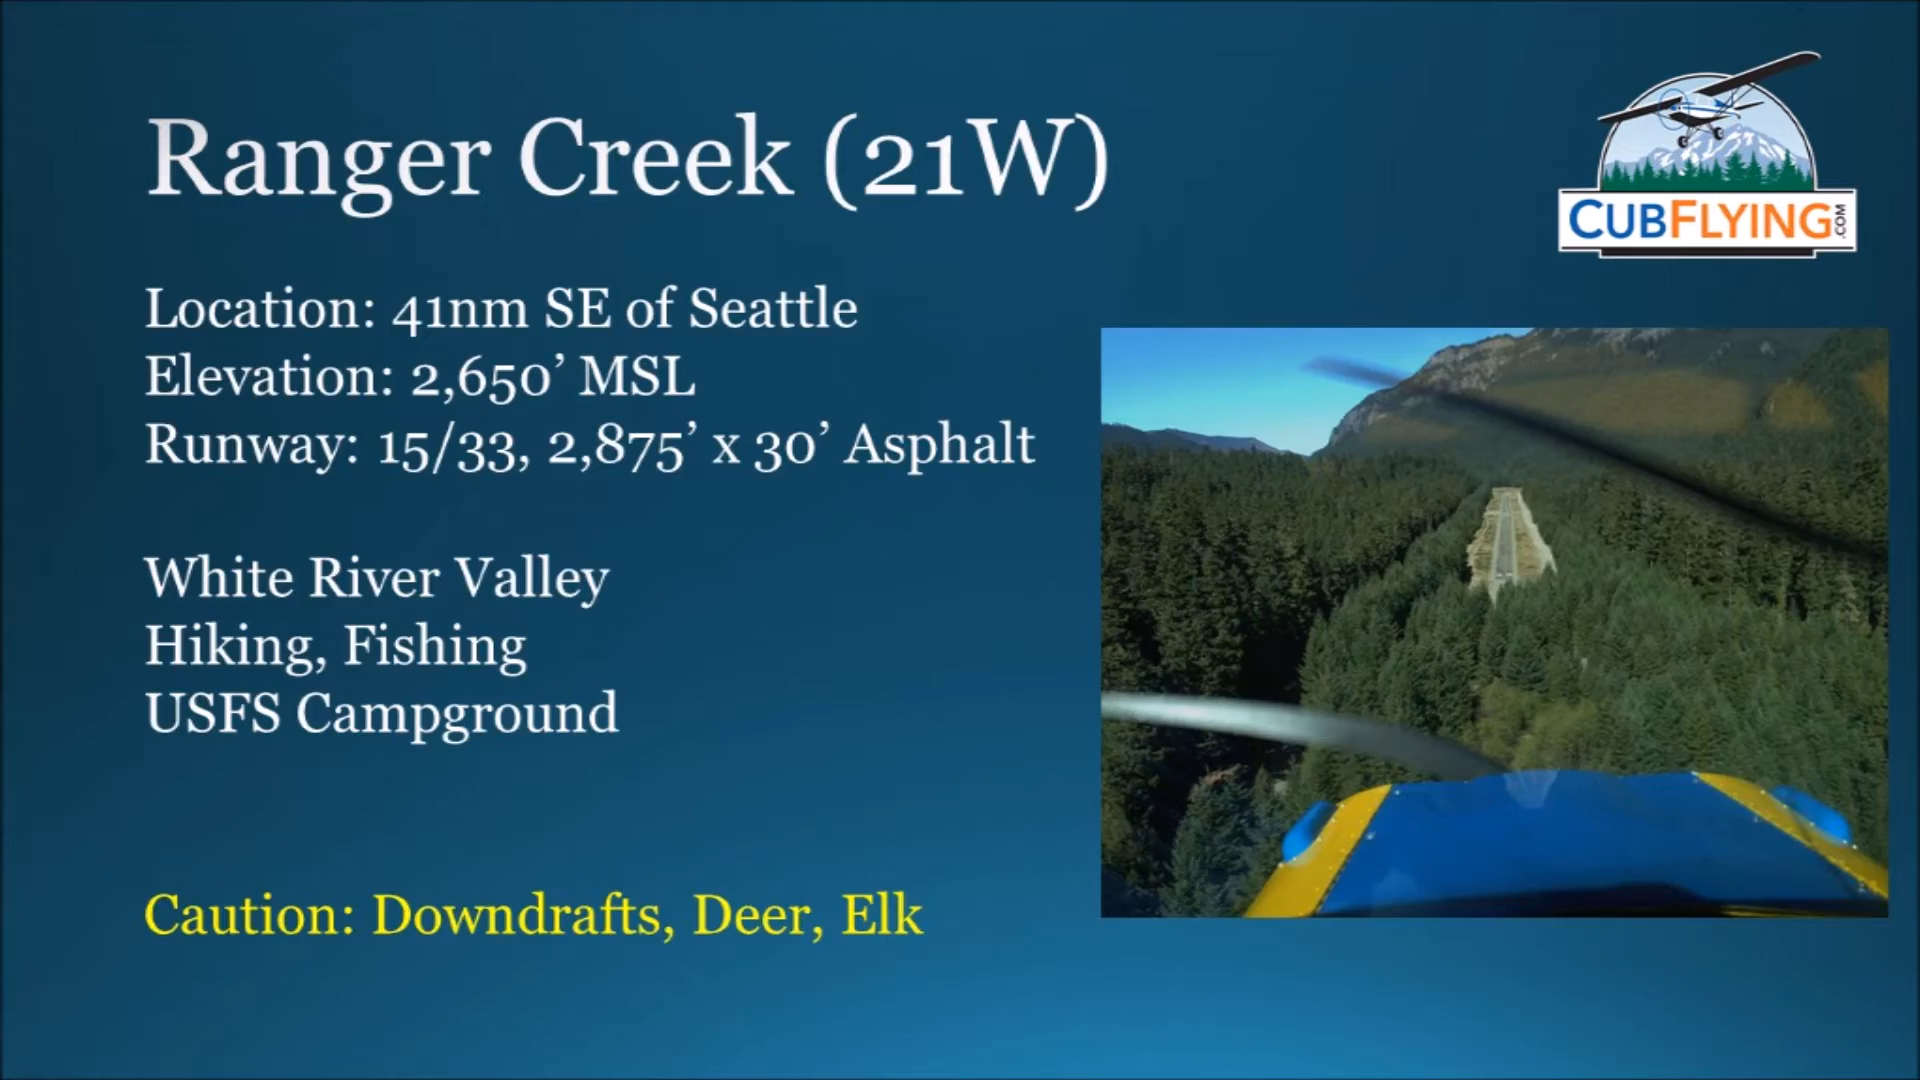 Ranger Creek (21W)
CUBFLYING.COM
Location: 41nm SE of Seattle
Elevation: 2,650’ MSL
Runway: 15/33, 2,875’ x 30’ Asphalt
White River Valley
Hiking, Fishing
USFS Campground
Caution: Downdrafts, Deer, Elk